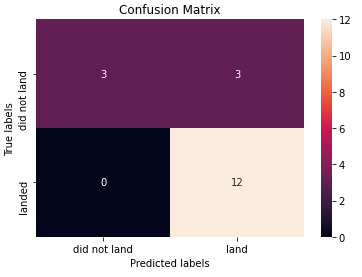 Confusion Matrix
True labels
did not land
landed
3
3
0
12
did not land
land
Predicted labels
12
10
8
6
4
2
0